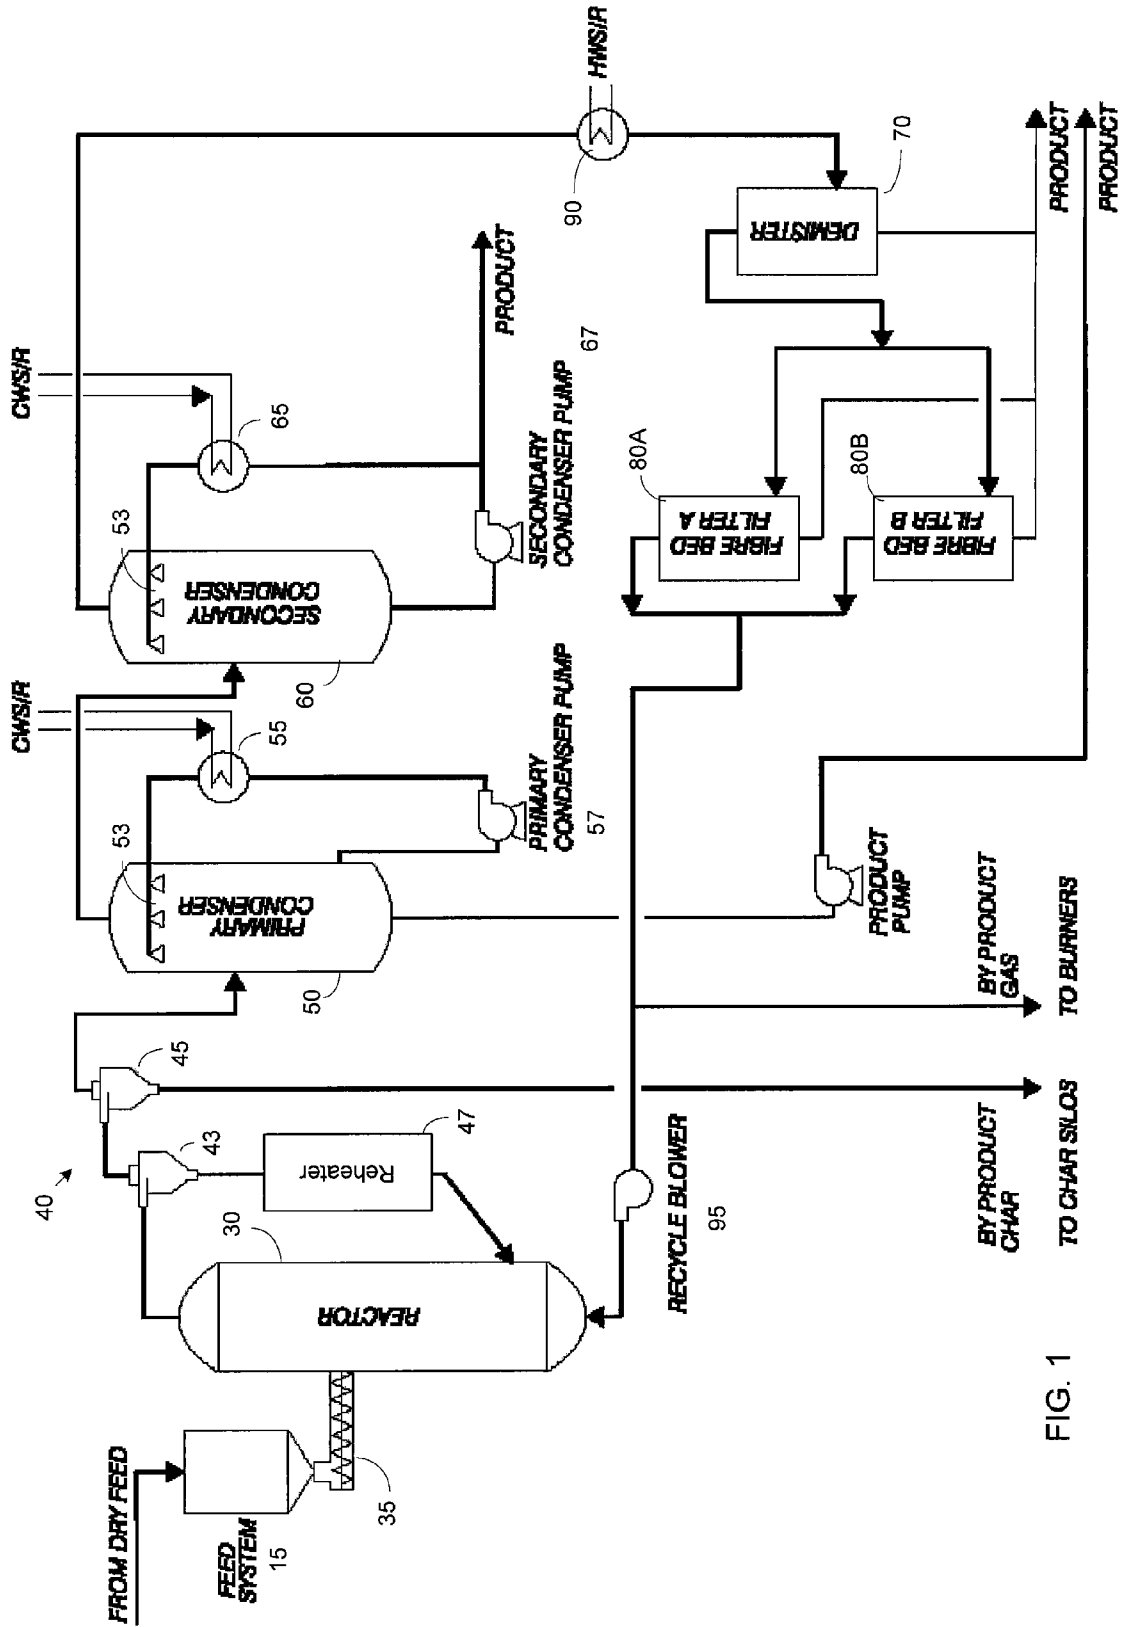 FROM DRY FEED
FEED
SYSTEM
15
35
REACTOR
30
40
43
45
Reheater
47
RECYCLE BLOWER
95
BY PRODUCT
CHAR
TO CHAR SILOS
BY PRODUCT
GAS
TO BURNERS
50
PRIMARY
CONDENSER
53
CWS/R
55
PRIMARY
CONDENSER PUMP
57
PRODUCT
PUMP
60
SECONDARY
CONDENSER
53
CWS/R
65
SECONDARY
CONDENSER PUMP
67
PRODUCT
80A
FIBRE BED
FILTER A
80B
FIBRE BED
FILTER B
90
HWS/R
DEMISTER
70
PRODUCT
PRODUCT
FIG. 1